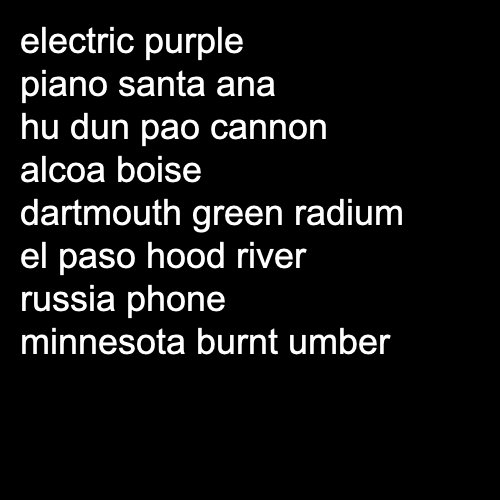 electric purple
piano santa ana
hu dun pao cannon
alcoa boise
dartmouth green radium
el paso hood river
russia phone
minnesota burnt umber